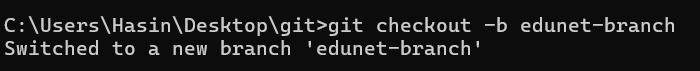 C:\Users\Hasin\Desktop\git>git checkout -b edunet-branch
Switched to a new branch 'edunet-branch'